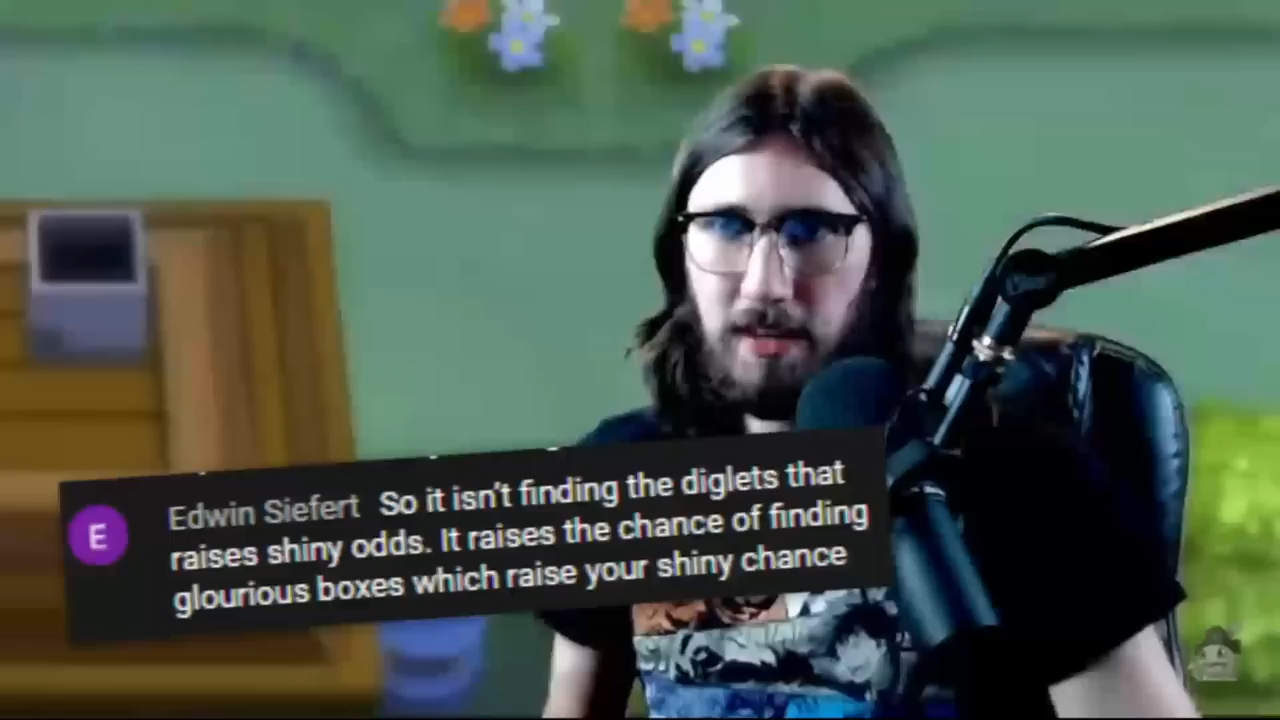 E
Edwin Siefert So it isn't finding the diglets that
raises shiny odds. It raises the chance of finding
glourious boxes which raise your shiny chance